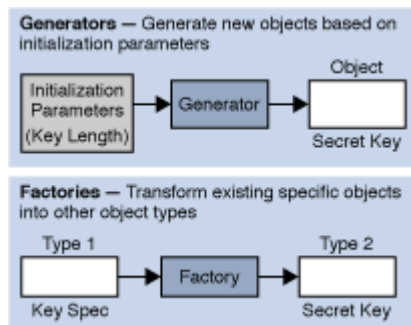 Generators — Generate new objects based on
initialization parameters
Object
Initialization
Parameters
(Key Length)
Generator
Secret Key
Factories — Transform existing specific objects
into other object types
Type 1
Type 2
Factory
Key Spec
Secret Key